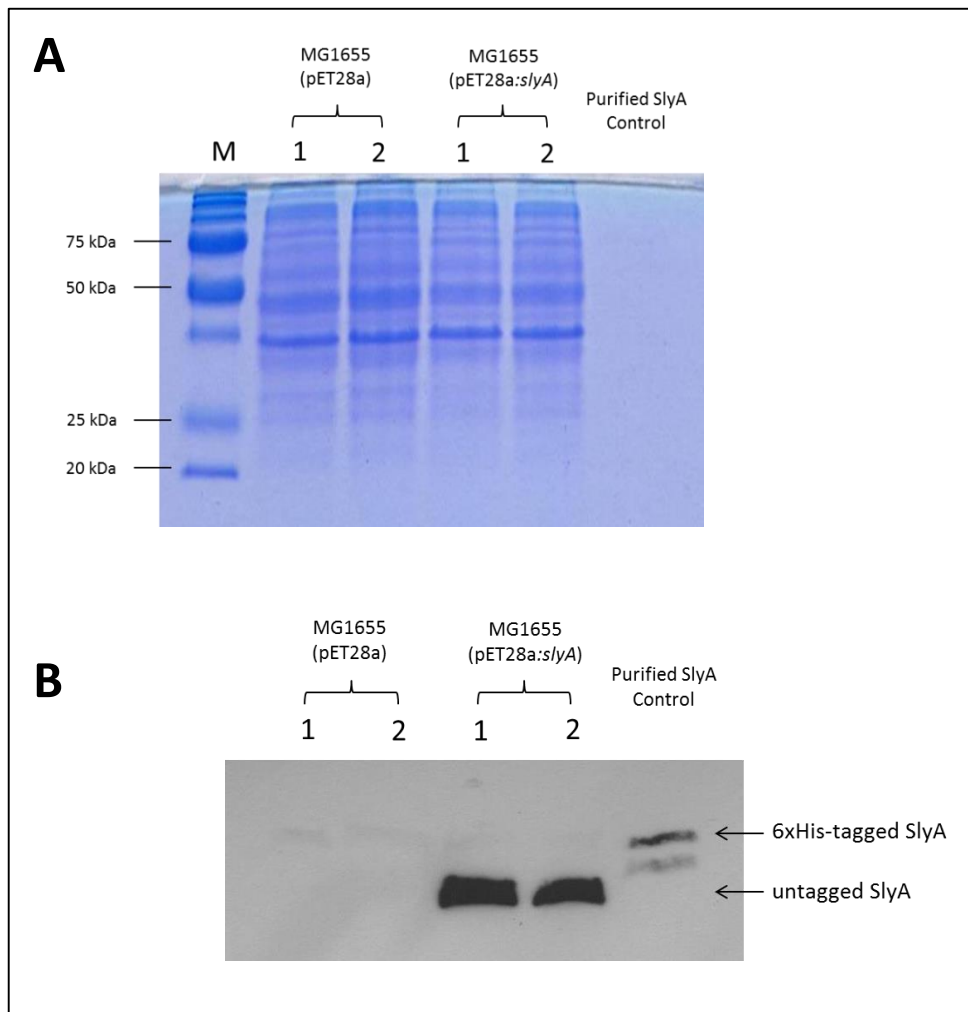 A
MG1655
(pET28a)
MG1655
(pET28a:slyA)
Purified SlyA
Control
M
1
2
1
2
75 kDa
50 kDa
25 kDa
20 kDa
B
MG1655
(pET28a)
MG1655
(pET28a:slyA)
Purified SlyA
Control
1
2
1
2
6xHis-tagged SlyA
untagged SlyA